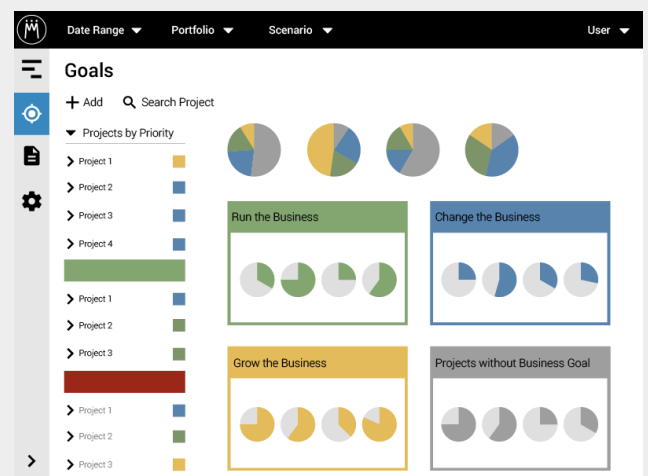 Date Range
Portfolio
Scenario
User
Goals
Add
Search Project
Projects by Priority
Project 1
Project 2
Project 3
Project 4
Project 1
Project 2
Project 3
Project 1
Project 2
Project 3
Run the Business
Change the Business
Grow the Business
Projects without Business Goal